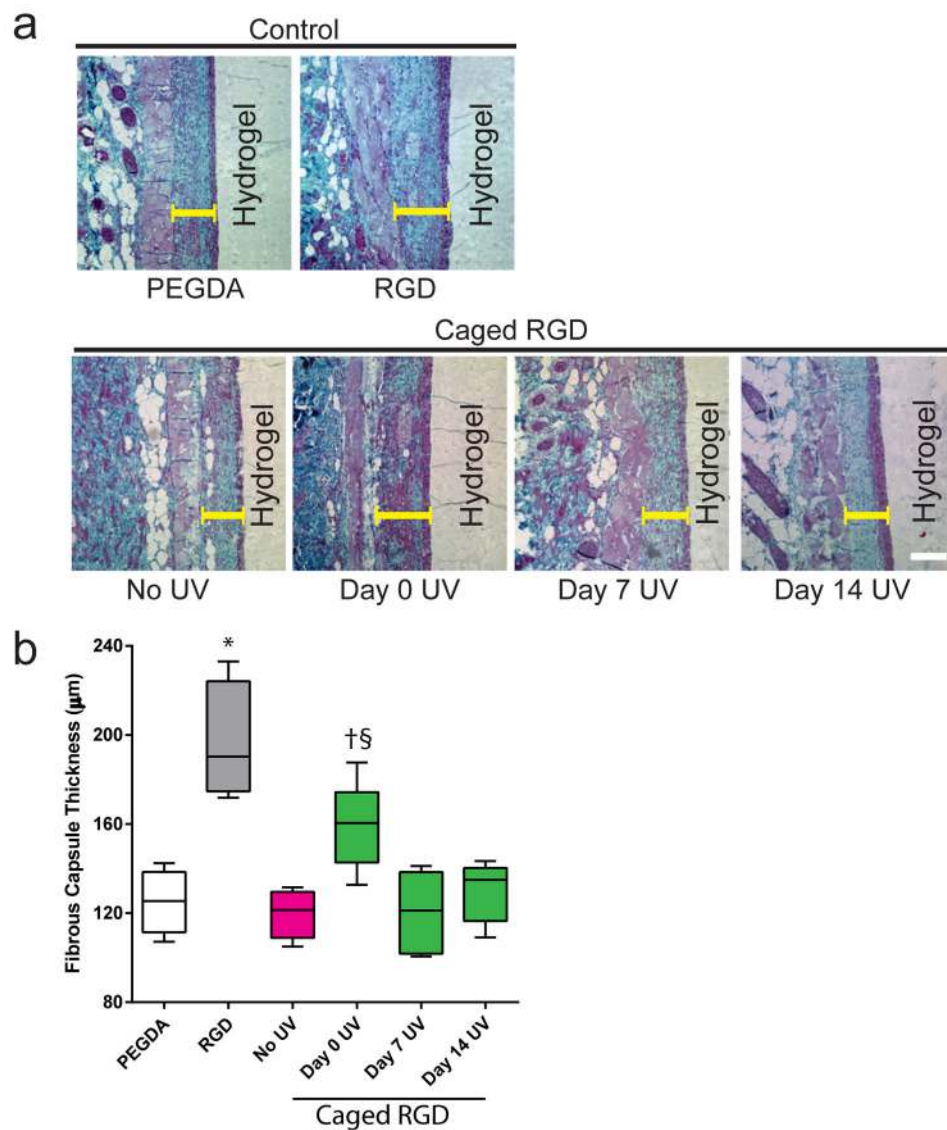 a
Control
Hydrogel
Hydrogel
PEGDA
RGD
Caged RGD
Hydrogel
Hydrogel
Hydrogel
Hydrogel
No UV
Day 0 UV
Day 7 UV
Day 14 UV
b
Fibrous Capsule Thickness (μm)
240
200
160
120
80
*
†§
PEGDA
RGD
No UV
Day 0 UV
Day 7 UV
Day 14 UV
Caged RGD